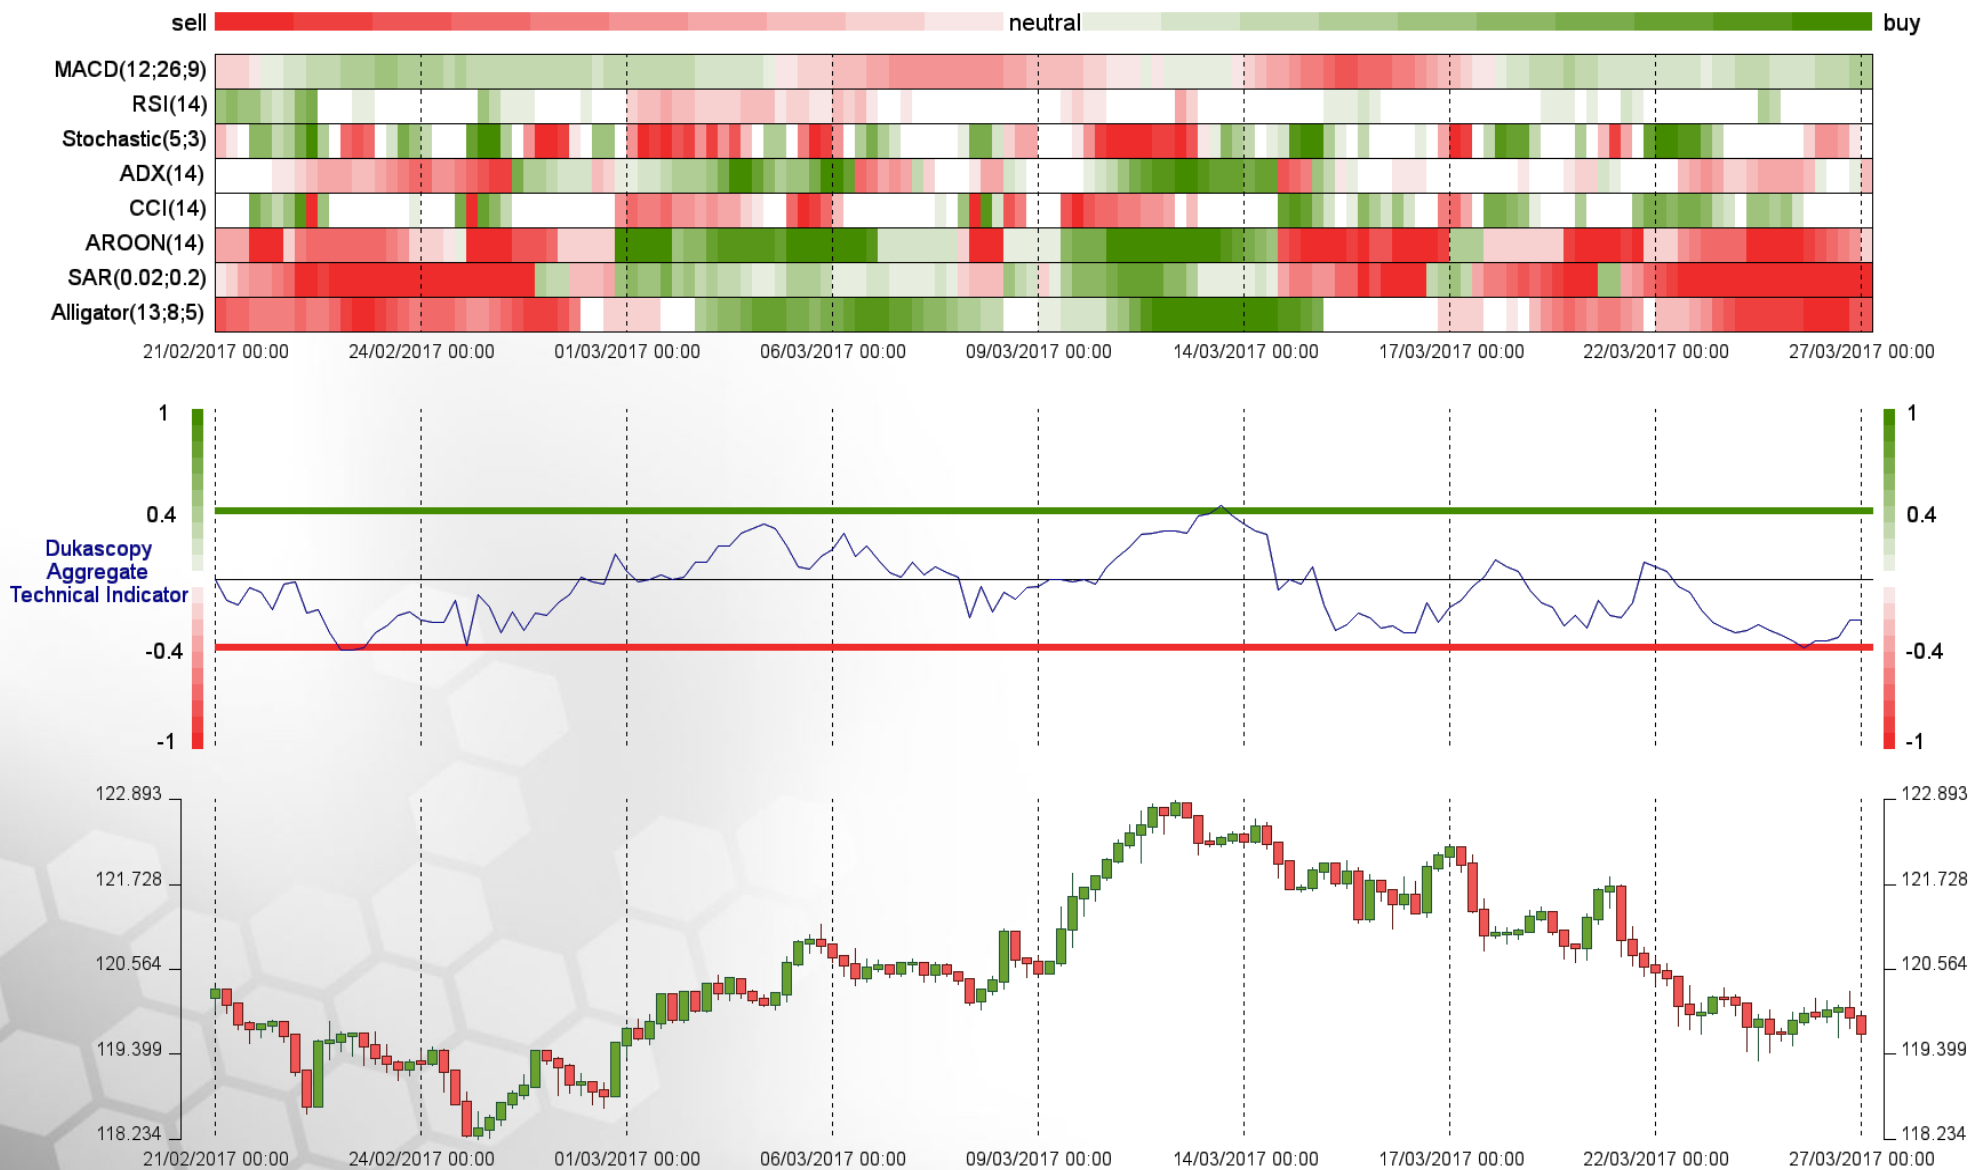 sell neutral buy
MACD(12;26;9)
RSI(14)
Stochastic(5;3)
ADX(14)
CCI(14)
AROON(14)
SAR(0.02;0.2)
Alligator(13;8;5)
21/02/2017 00:00 24/02/2017 00:00 01/03/2017 00:00 06/03/2017 00:00 09/03/2017 00:00 14/03/2017 00:00 17/03/2017 00:00 22/03/2017 00:00 27/03/2017 00:00
1 1
0.4 0.4
Dukascopy
Aggregate
Technical Indicator
-0.4 -0.4
-1 -1
122.893 122.893
121.728 121.728
120.564 120.564
119.399 119.399
118.234 118.234
21/02/2017 00:00 24/02/2017 00:00 01/03/2017 00:00 06/03/2017 00:00 09/03/2017 00:00 14/03/2017 00:00 17/03/2017 00:00 22/03/2017 00:00 27/03/2017 00:00